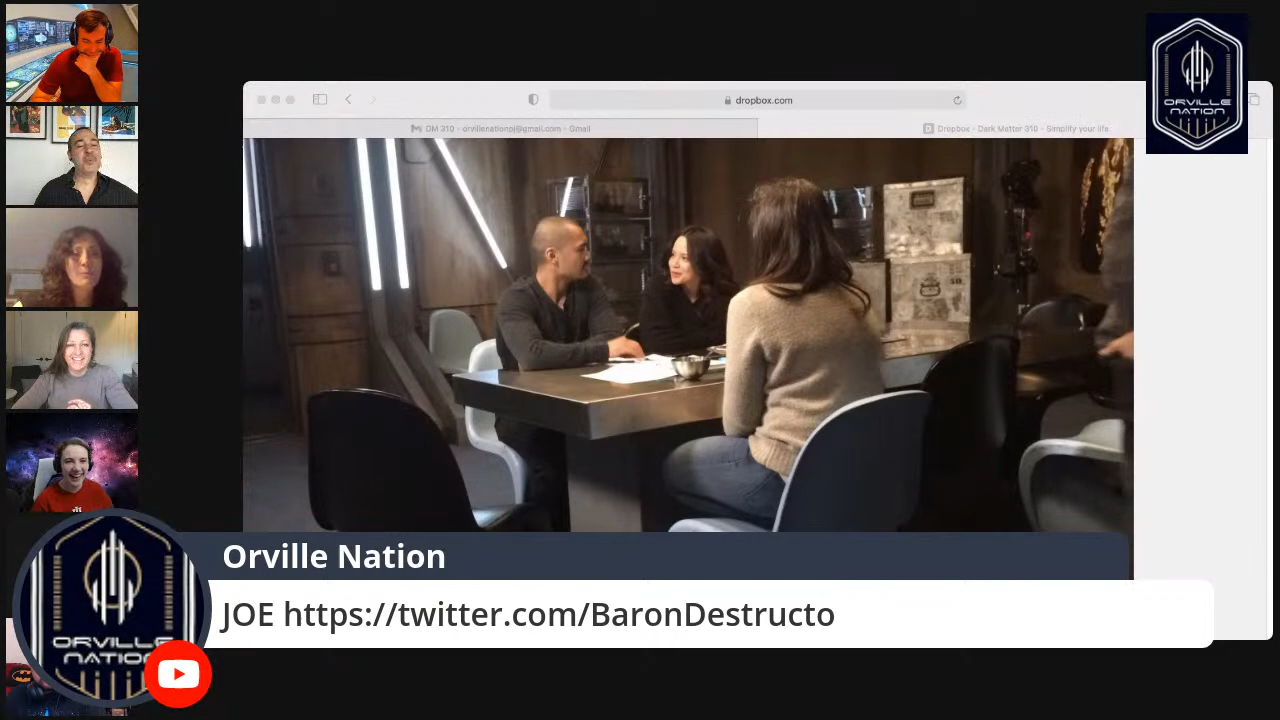 dropbox.com
DM 310 - orvillenationpj@gmail.com - Gmail
Dropbox - Dark Matter 310 - Simplify your life
ORVILLE
NATION
Orville Nation
JOE https://twitter.com/BaronDestructo
ORVILLE
NATION